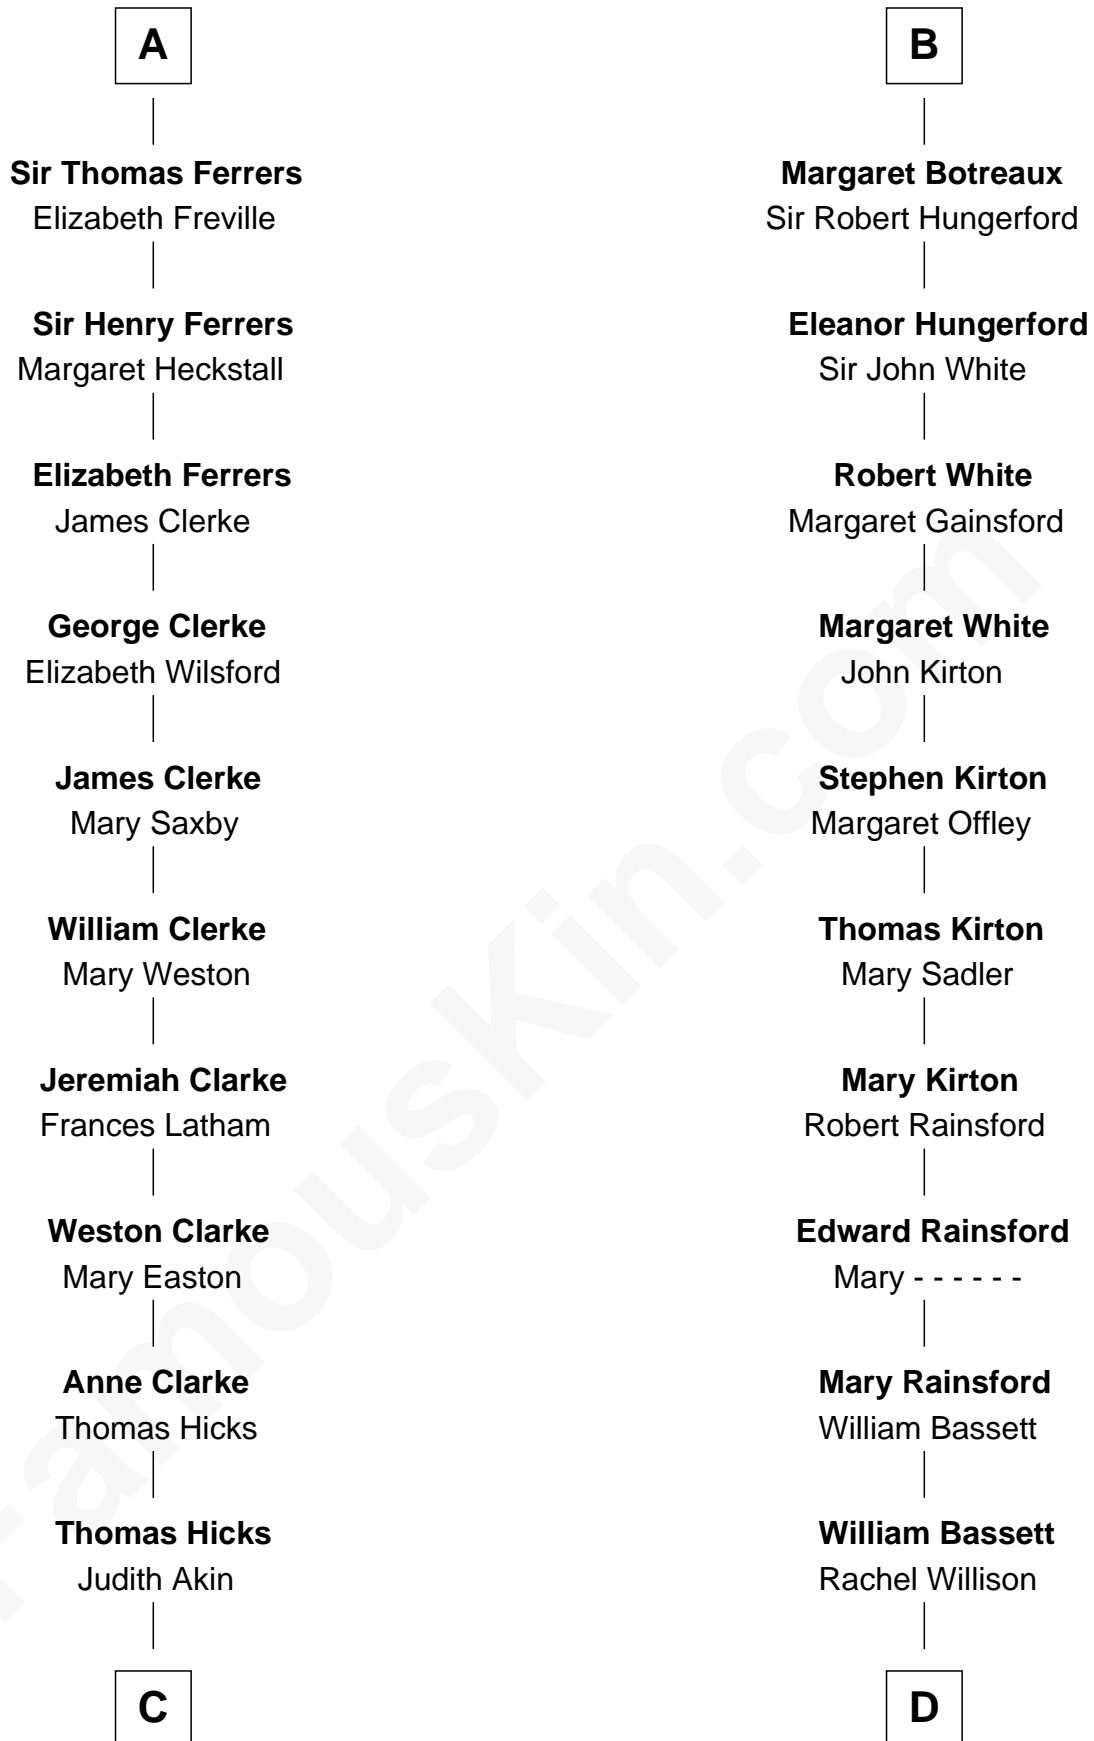 A
Sir Thomas Ferrers
Elizabeth Freville
Sir Henry Ferrers
Margaret Heckstall
Elizabeth Ferrers
James Clerke
George Clerke
Elizabeth Wilsford
James Clerke
Mary Saxby
William Clerke
Mary Weston
Jeremiah Clarke
Frances Latham
Weston Clarke
Mary Easton
Anne Clarke
Thomas Hicks
Thomas Hicks
Judith Akin
C
B
Margaret Botreaux
Sir Robert Hungerford
Eleanor Hungerford
Sir John White
Robert White
Margaret Gainsford
Margaret White
John Kirton
Stephen Kirton
Margaret Offley
Thomas Kirton
Mary Sadler
Mary Kirton
Robert Rainsford
Edward Rainsford
Mary - - - - - -
Mary Rainsford
William Bassett
William Bassett
Rachel Willison
D
FamousKin.com